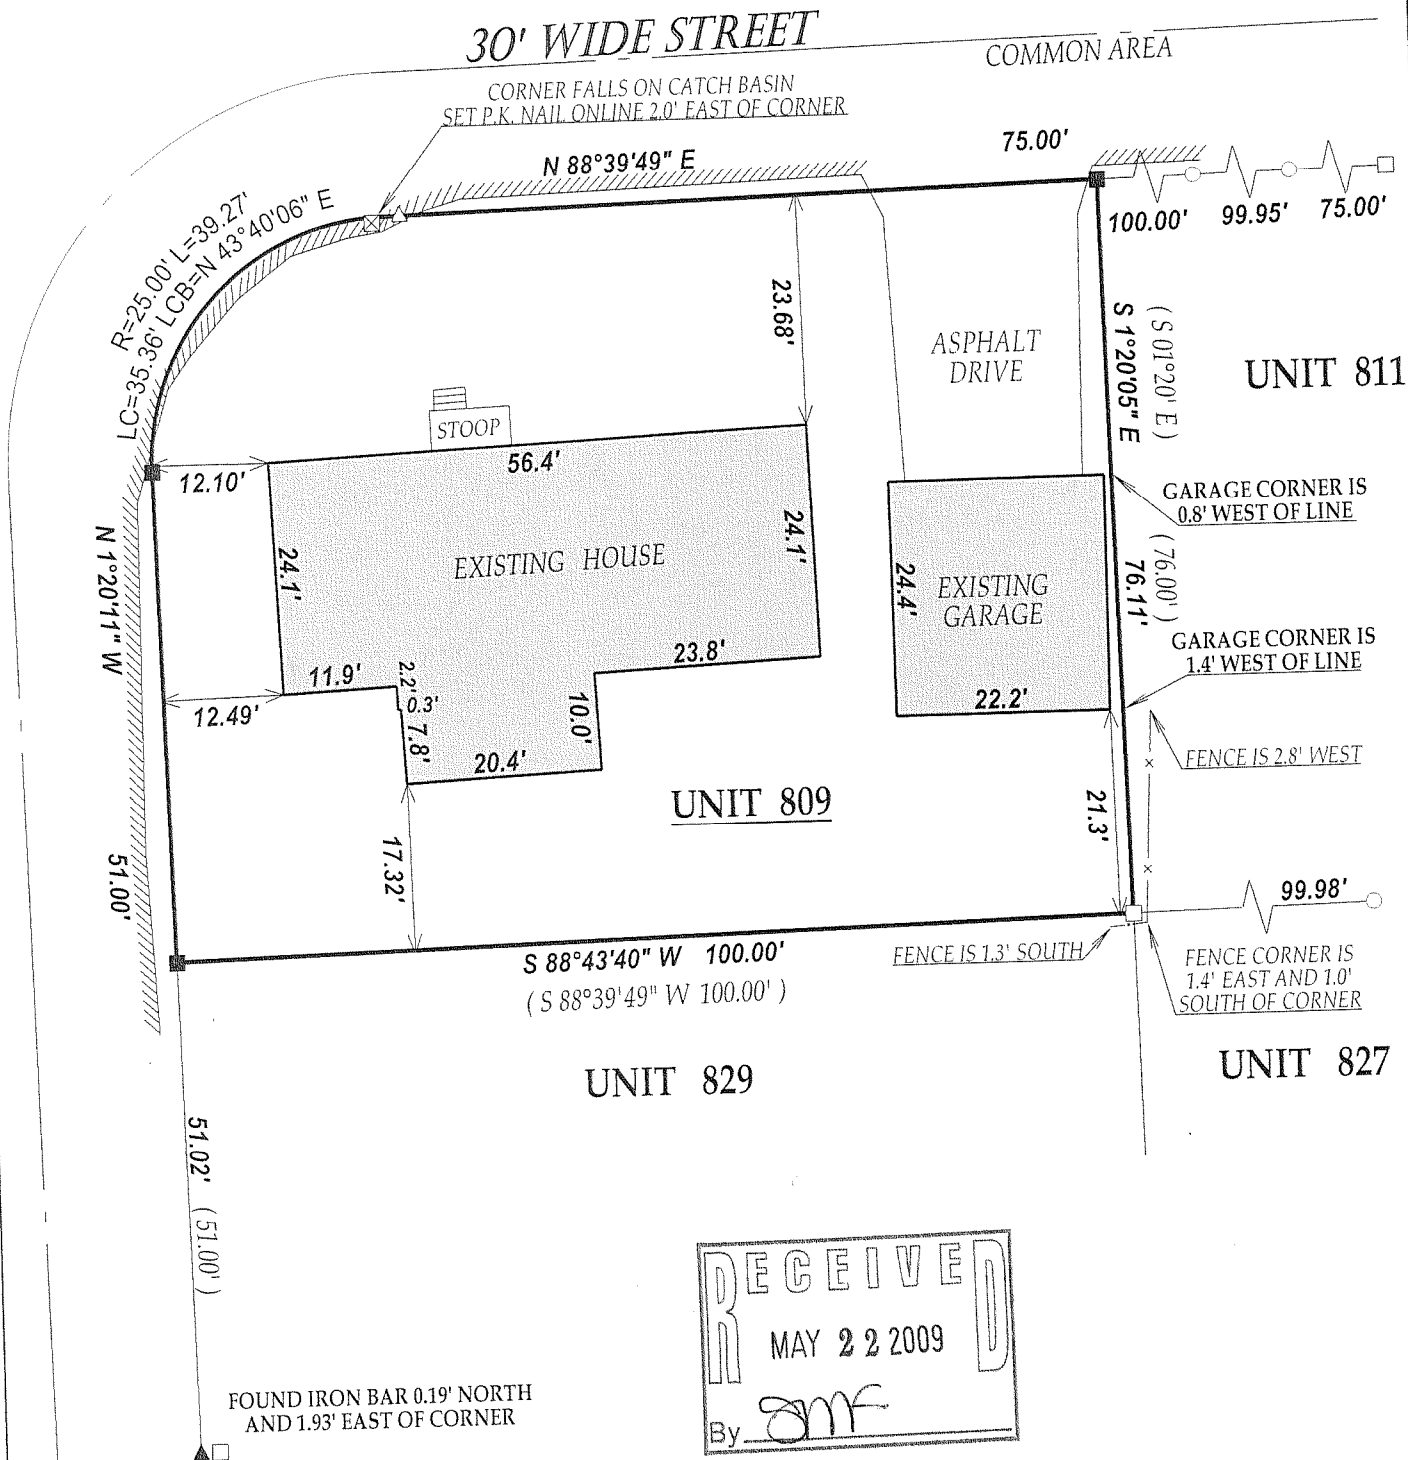 30' WIDE STREET
COMMON AREA
CORNER FALLS ON CATCH BASIN
SET P.K. NAIL ONLINE 2.0' EAST OF CORNER
N 88°39'49" E
75.00'
100.00'
99.95'
75.00'
R=25.00' L=39.27'
LC=35.36' LCB=N 43°40'06" E
23.68'
ASPHALT
DRIVE
S 1°20'05" E
( S 01°20' E )
UNIT 811
STOOP
56.4'
12.10'
GARAGE CORNER IS
0.8' WEST OF LINE
N 1°20'11" W
24.1'
EXISTING HOUSE
24.1'
24.4'
EXISTING
GARAGE
76.11'
( 76.00' )
GARAGE CORNER IS
1.4' WEST OF LINE
11.9'
2.2'
0.3'
23.8'
12.49'
7.8'
10.0'
22.2'
20.4'
FENCE IS 2.8' WEST
UNIT 809
21.3'
51.00'
17.32'
99.98'
S 88°43'40" W 100.00'
( S 88°39'49" W 100.00' )
FENCE IS 1.3' SOUTH
FENCE CORNER IS
1.4' EAST AND 1.0'
SOUTH OF CORNER
UNIT 829
UNIT 827
51.02' ( 51.00' )
RECEIVED
MAY 22 2009
By SMF
FOUND IRON BAR 0.19' NORTH
AND 1.93' EAST OF CORNER